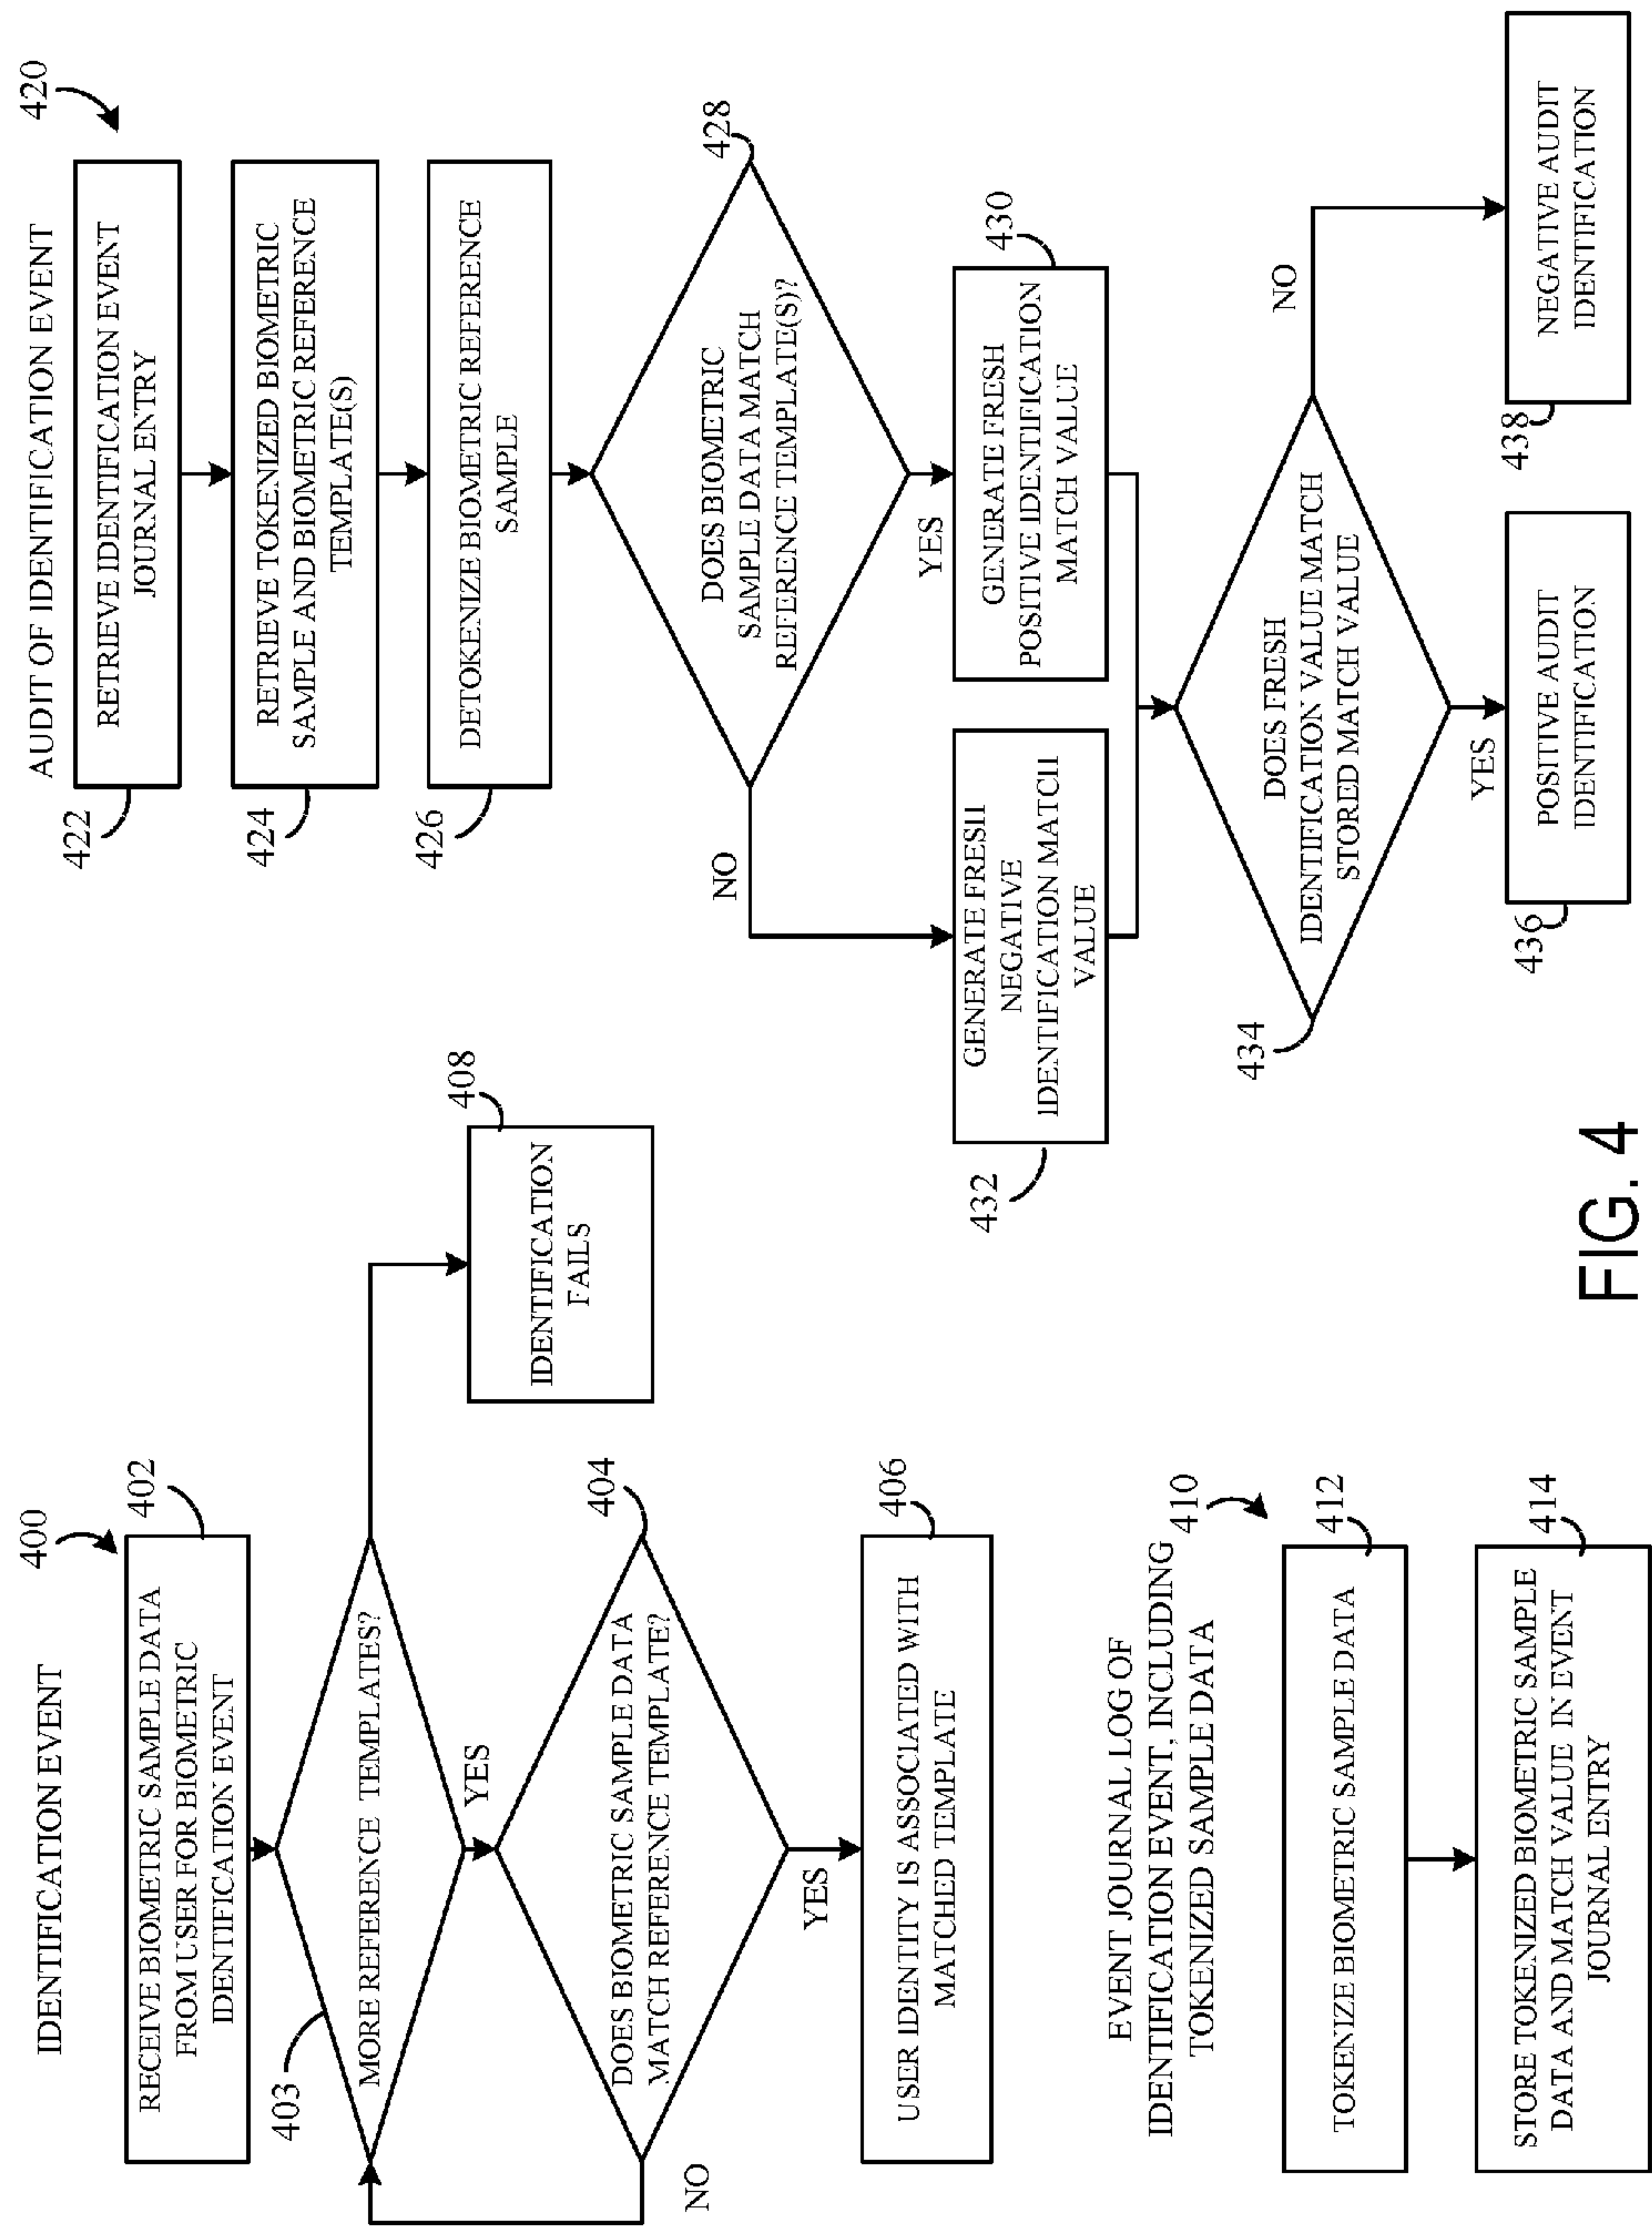 IDENTIFICATION EVENT
400
RECEIVE BIOMETRIC SAMPLE DATA
FROM USER FOR BIOMETRIC
IDENTIFICATION EVENT
402
403
MORE REFERENCE TEMPLATES?
YES
DOES BIOMETRIC SAMPLE DATA
MATCH REFERENCE TEMPLATE?
404
NO
YES
USER IDENTITY IS ASSOCIATED WITH
MATCHED TEMPLATE
406
IDENTIFICATION
FAILS
408
EVENT JOURNAL LOG OF
IDENTIFICATION EVENT, INCLUDING
TOKENIZED SAMPLE DATA
410
TOKENIZE BIOMETRIC SAMPLE DATA
412
STORE TOKENIZED BIOMETRIC SAMPLE
DATA AND MATCH VALUE IN EVENT
JOURNAL ENTRY
414
AUDIT OF IDENTIFICATION EVENT
420
422
RETRIEVE IDENTIFICATION EVENT
JOURNAL ENTRY
424
RETRIEVE TOKENIZED BIOMETRIC
SAMPLE AND BIOMETRIC REFERENCE
TEMPLATE(S)
426
DETOKENIZE BIOMETRIC REFERENCE
SAMPLE
428
DOES BIOMETRIC
SAMPLE DATA MATCH
REFERENCE TEMPLATE(S)?
NO
YES
432
GENERATE FRESH
NEGATIVE
IDENTIFICATION MATCH
VALUE
GENERATE FRESH
POSITIVE IDENTIFICATION
MATCH VALUE
430
434
DOES FRESH
IDENTIFICATION VALUE MATCH
STORED MATCH VALUE
NO
YES
436
POSITIVE AUDIT
IDENTIFICATION
438
NEGATIVE AUDIT
IDENTIFICATION
FIG. 4